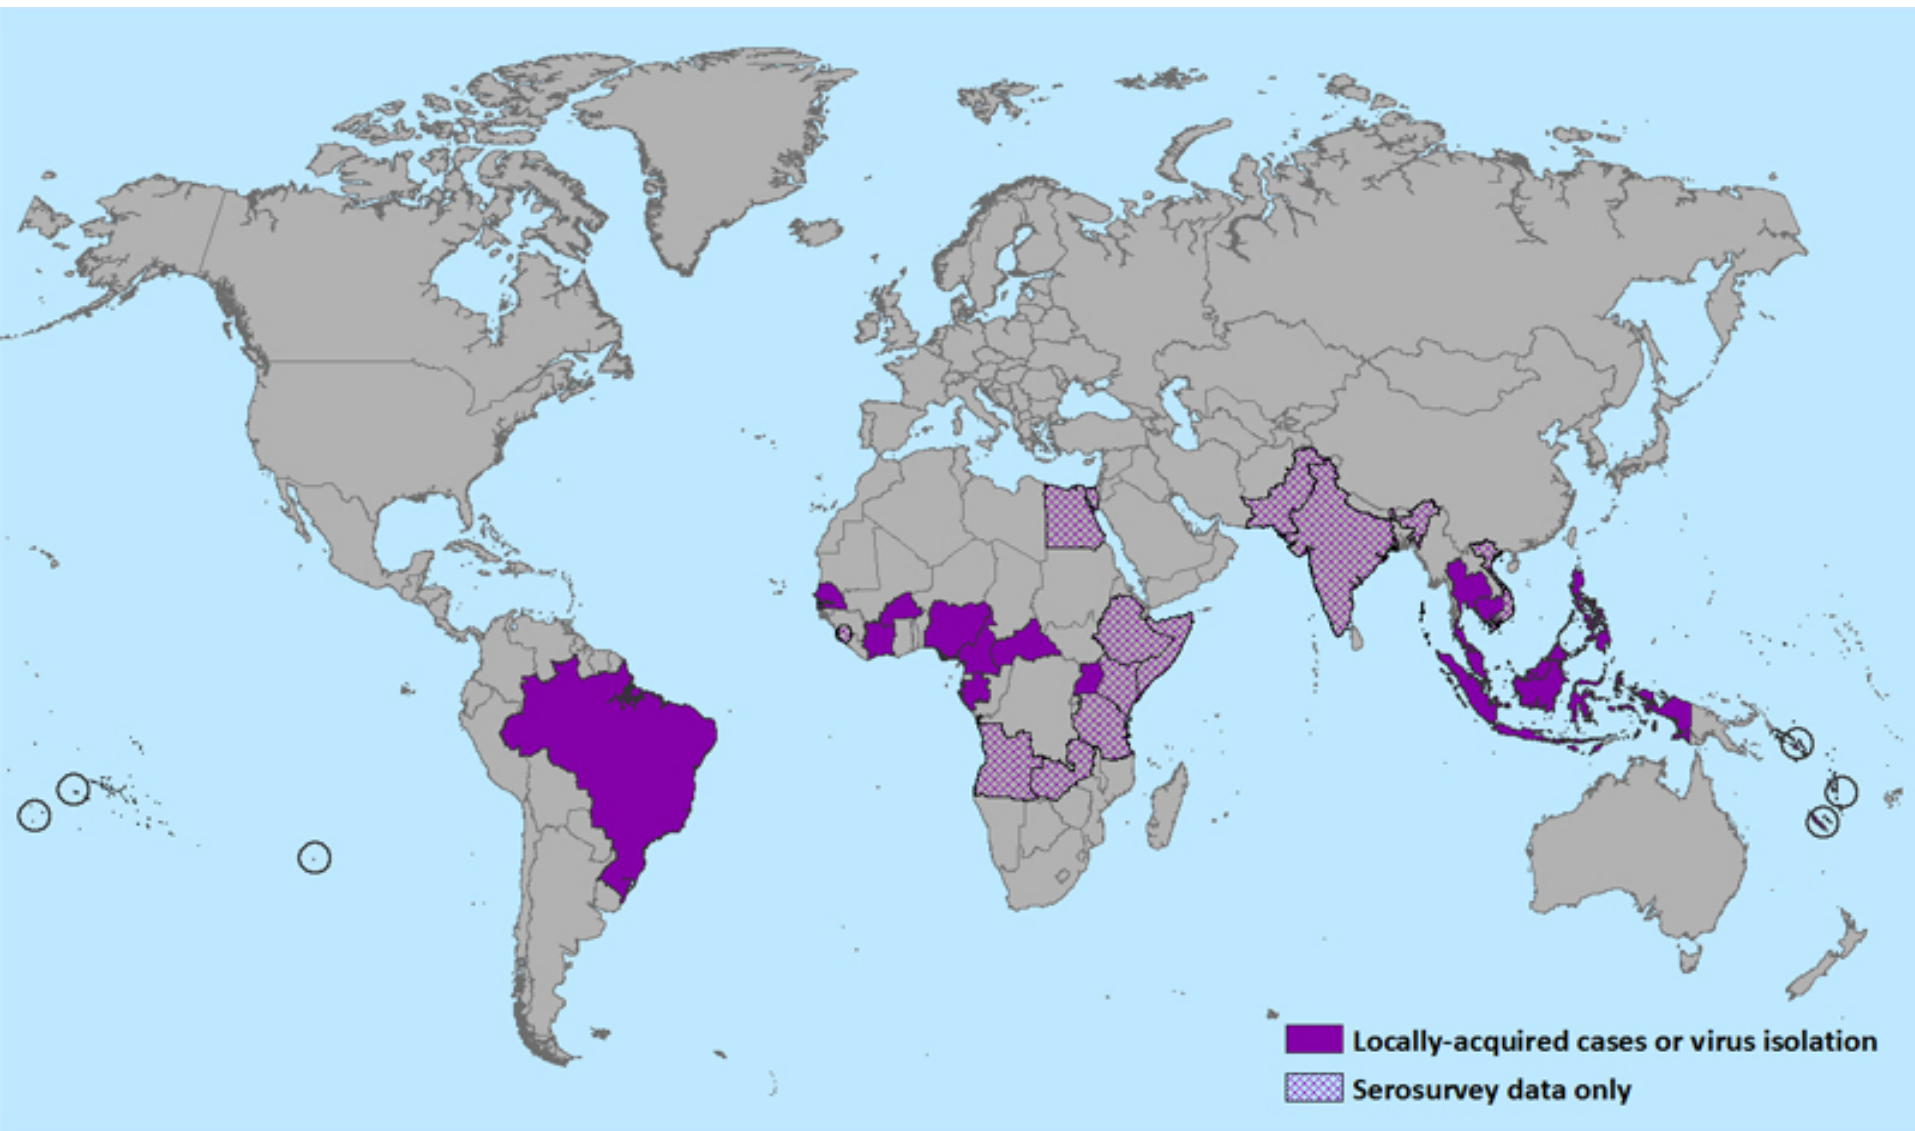 Locally-acquired cases or virus isolation
Serosurvey data only